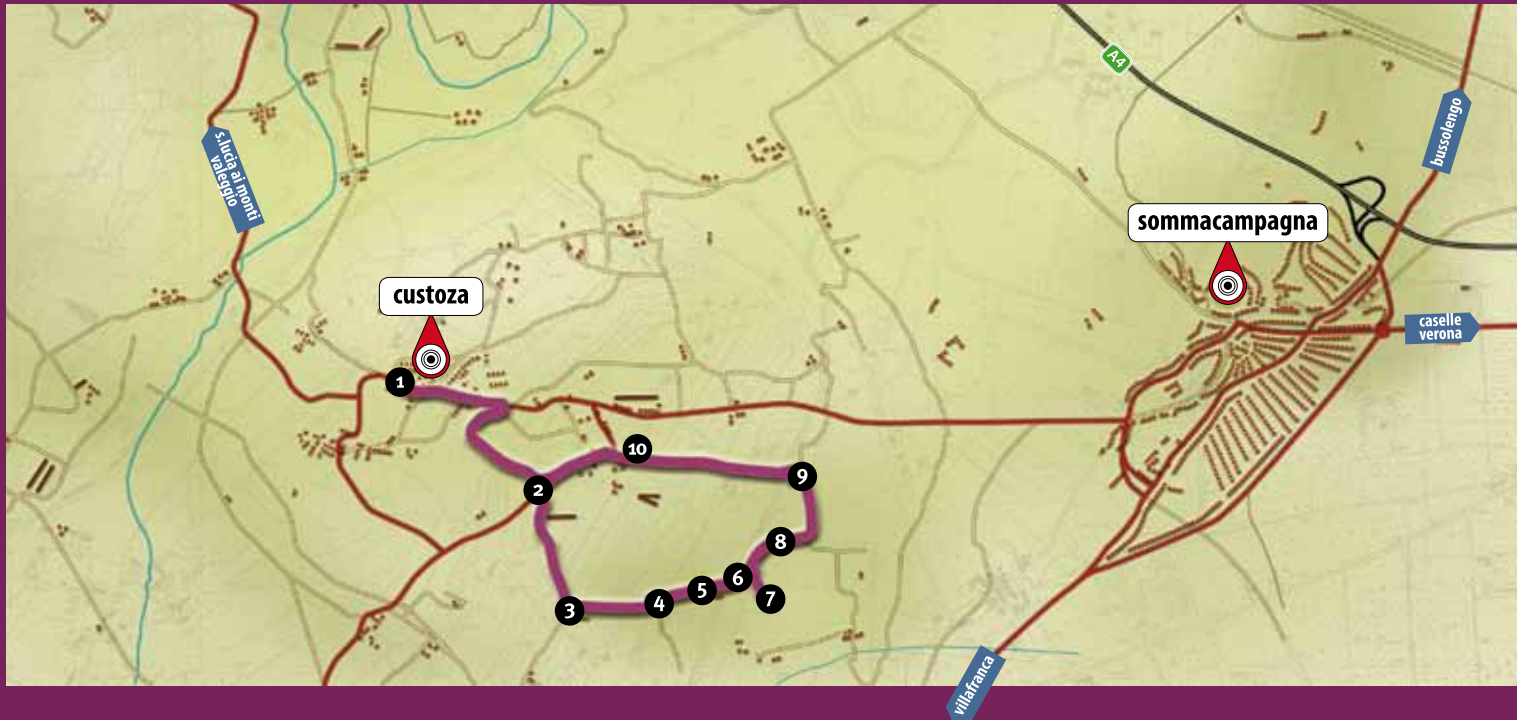 A4
bussolengo
s.lucia ai monti
valeggio
sommacampagna
custoza
caselle
verona
1
10
9
2
8
6
5
7
4
3
villafranca